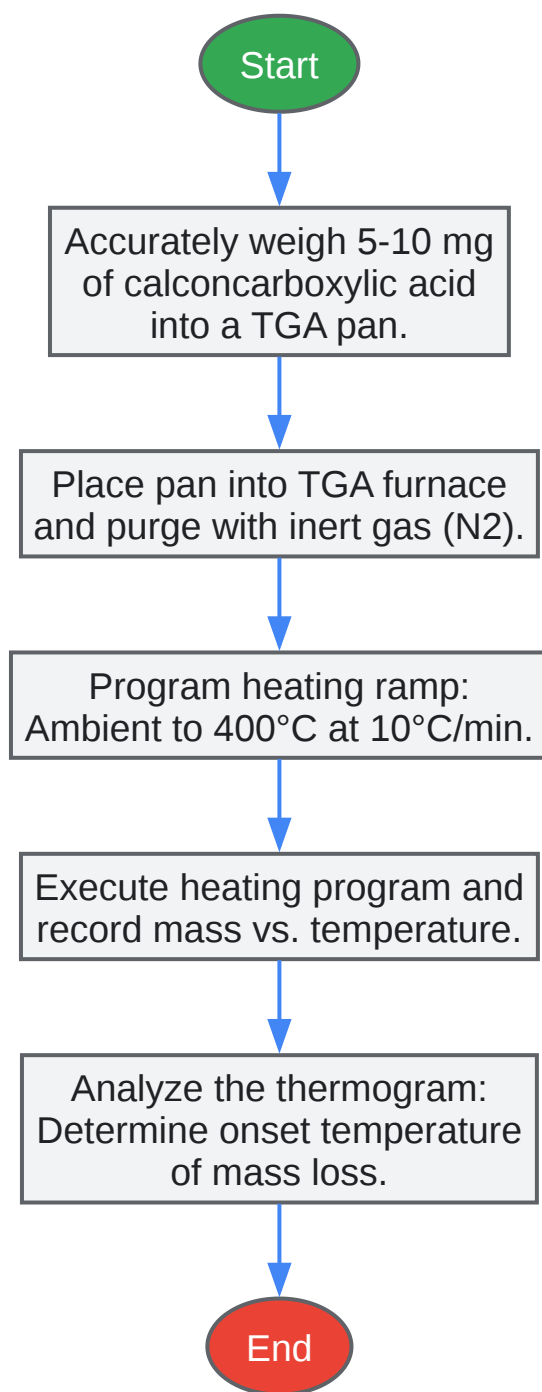 Start
Accurately weigh 5-10 mg
of calconcarboxylic acid
into a TGA pan.
Place pan into TGA furnace
and purge with inert gas (N2).
Program heating ramp:
Ambient to 400°C at 10°C/min.
Execute heating program and
record mass vs. temperature.
Analyze the thermogram:
Determine onset temperature
of mass loss.
End